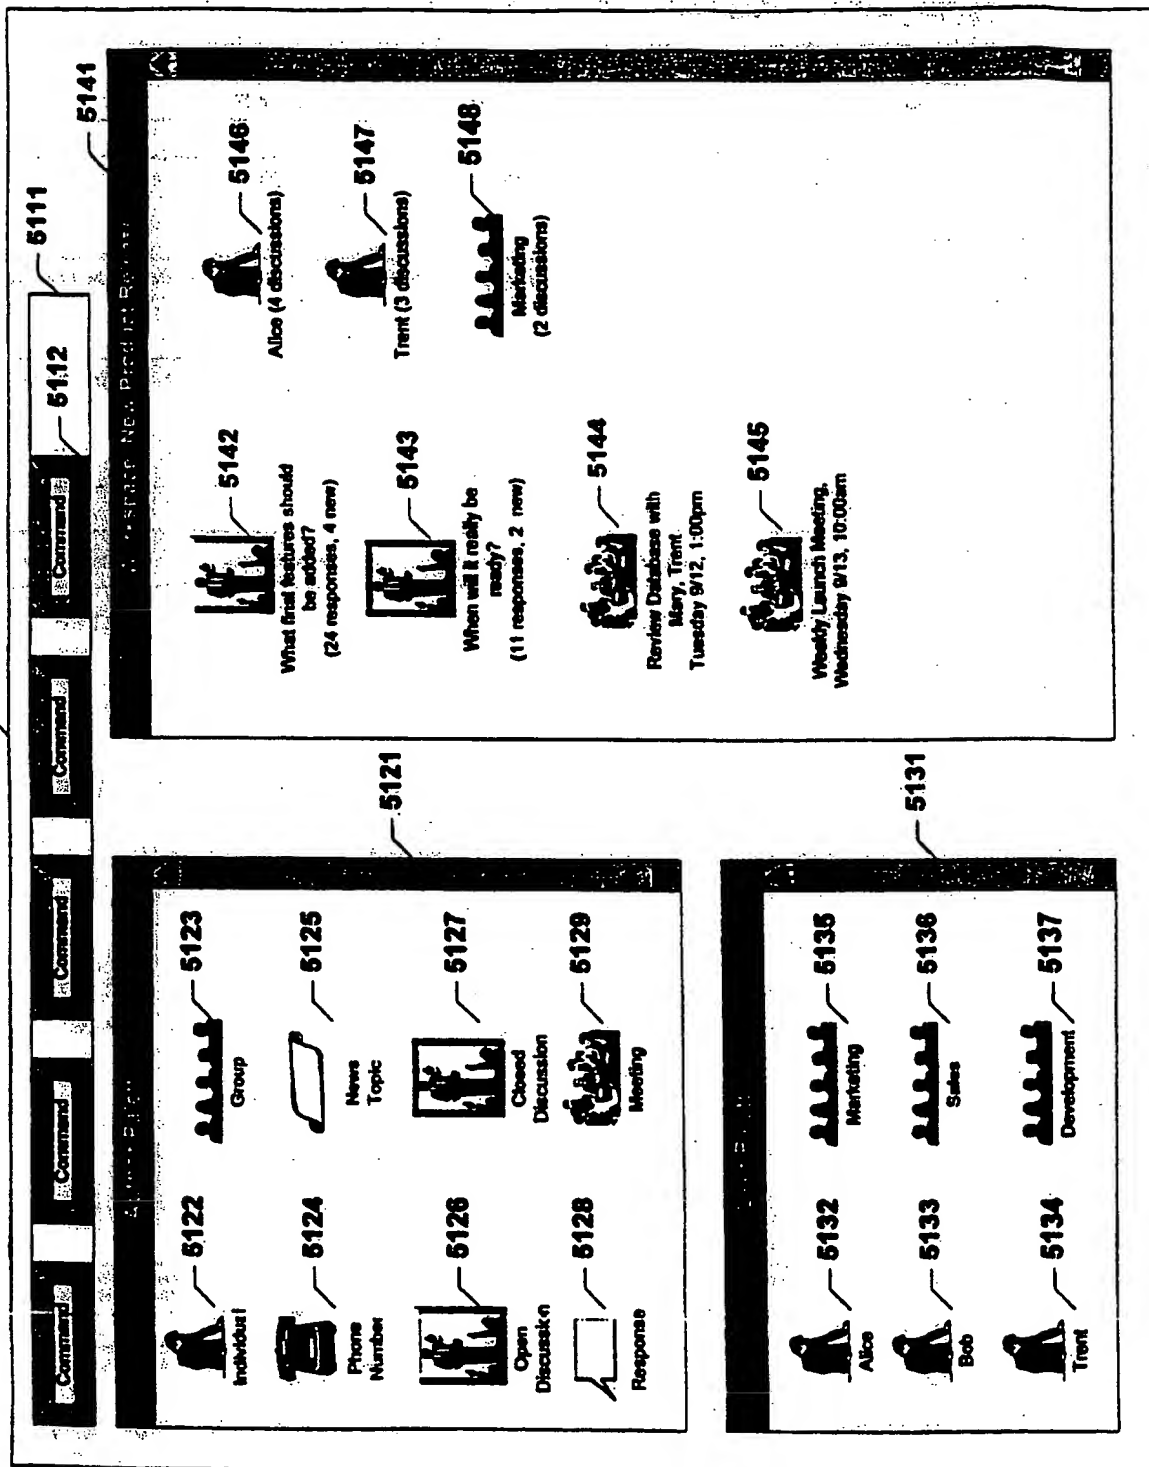 Command
Command
Command
Command
Command
5111
5112
5141
5121
Individual
5122
Group
5123
Phone
Number
5124
News
Topic
5125
Open
Discussion
5126
Closed
Discussion
5127
Response
5128
Meeting
5129
5131
Alice
5132
Marketing
5135
Bob
5133
Sales
5136
Trent
5134
Development
5137
New Product Release
5142
What final features should
be added?
(24 responses, 4 new)
5143
When will it really be
ready?
(11 responses, 2 new)
5144
Review Database with
Mary, Trent
Tuesday 9/12, 1:00pm
5145
Weekly Launch Meeting,
Wednesday 9/13, 10:00am
5146
Alice (4 discussions)
5147
Trent (3 discussions)
5148
Marketing
(2 discussions)